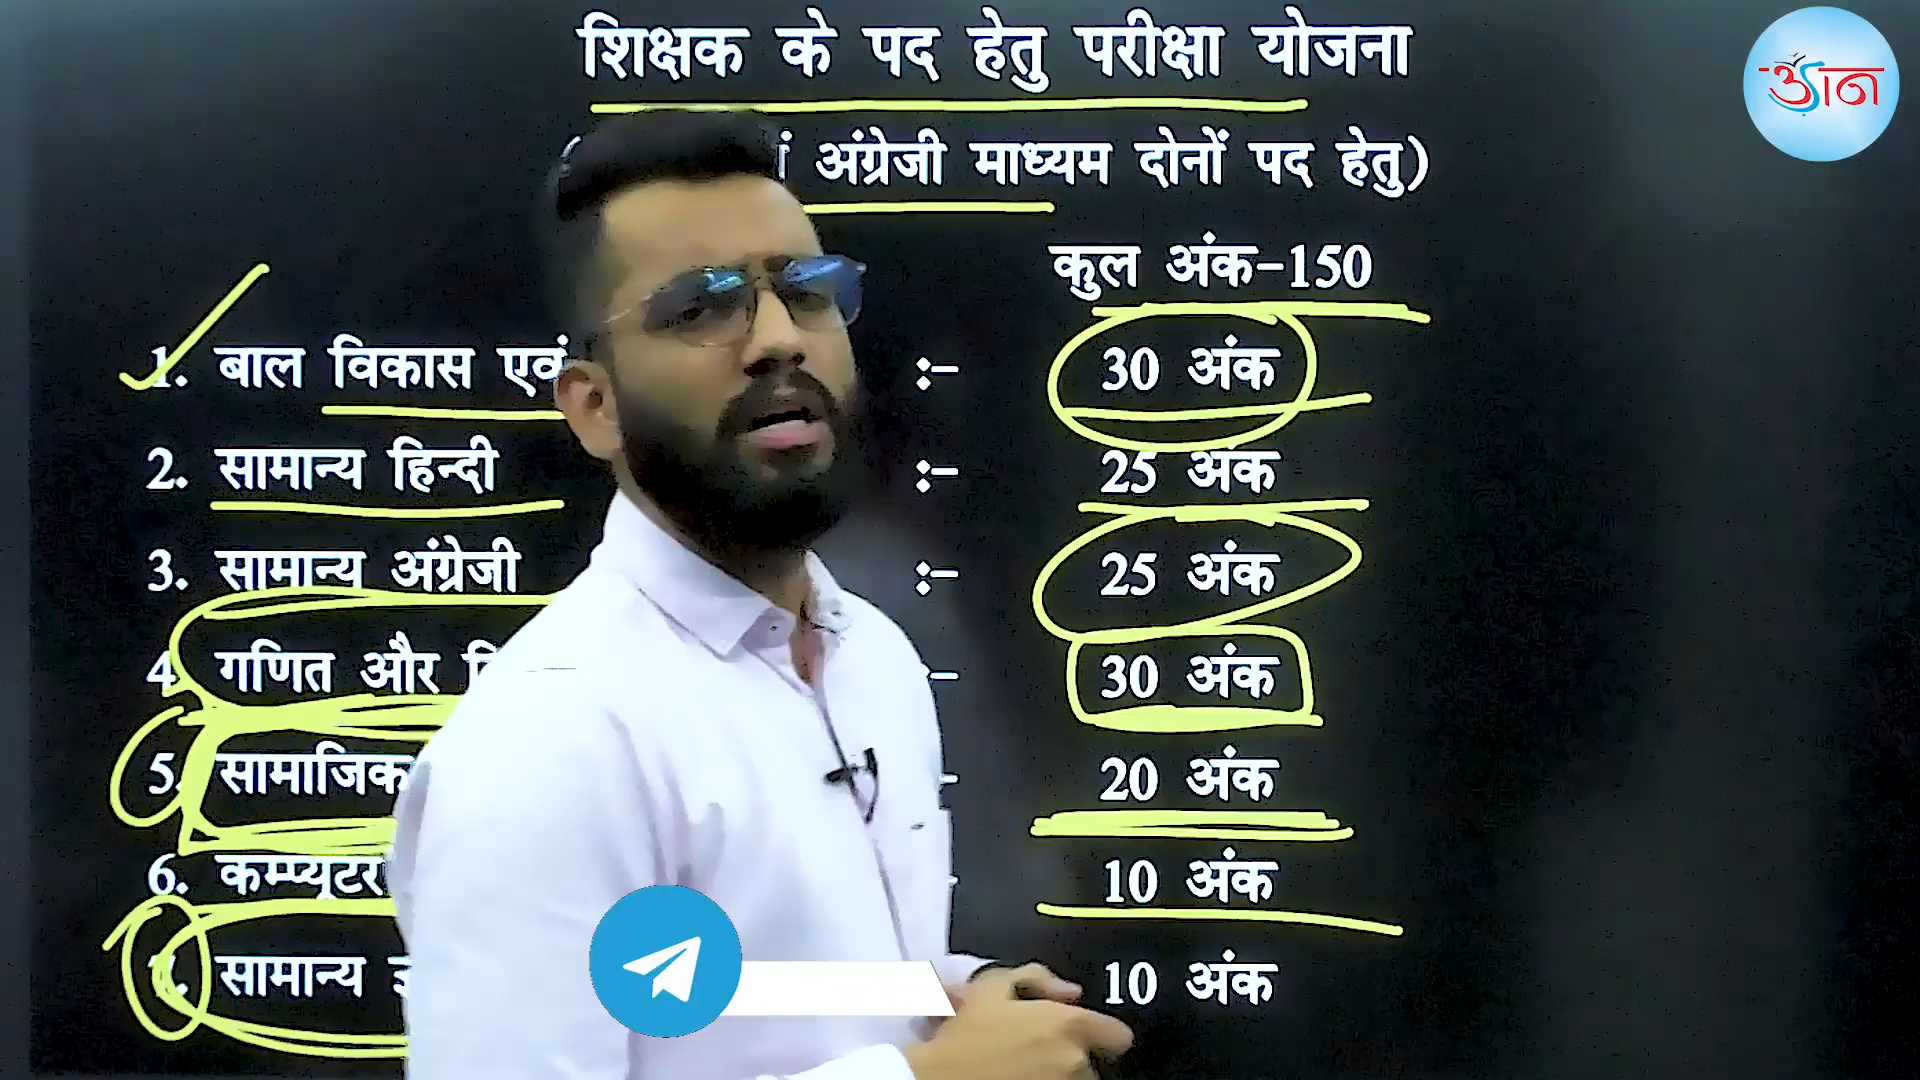 शिक्षक के पद हेतु परीक्षा योजना
अंग्रेजी माध्यम दोनों पद हेतु)
कुल अंक-150
1. बाल विकास एवं :- 30 अंक
2. सामान्य हिन्दी :- 25 अंक
3. सामान्य अंग्रेजी :- 25 अंक
4. गणित और :- 30 अंक
5. सामाजिक :- 20 अंक
6. कम्प्यूटर :- 10 अंक
7. सामान्य 10 अंक